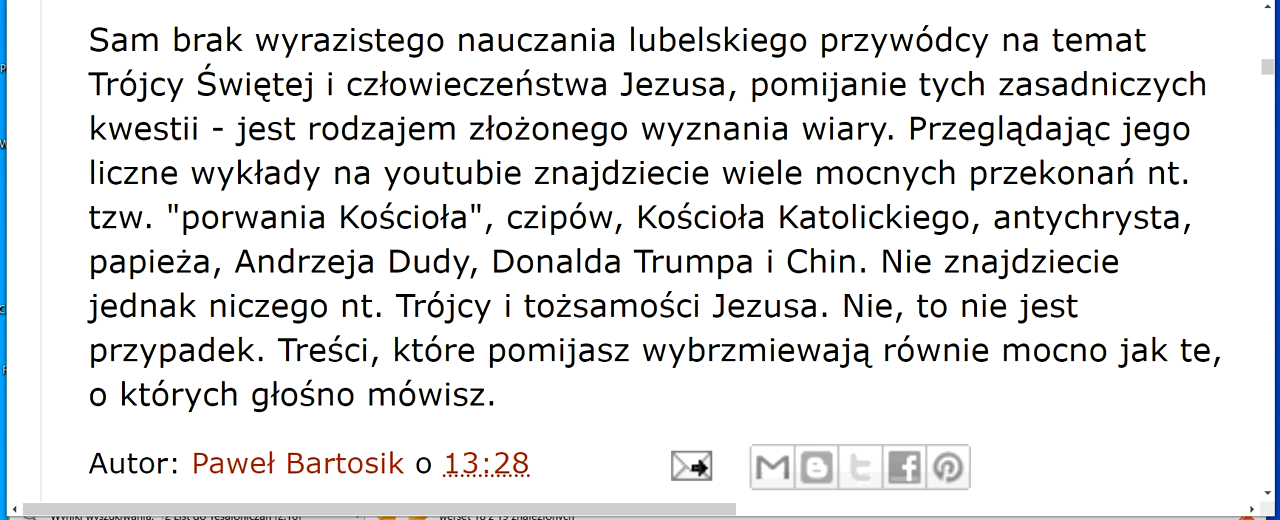 Sam brak wyrazistego nauczania lubelskiego przywódcy na temat
Trójcy Świętej i człowieczeństwa Jezusa, pomijanie tych zasadniczych
kwestii - jest rodzajem złożonego wyznania wiary. Przeglądając jego
liczne wykłady na youtubie znajdziecie wiele mocnych przekonań nt.
tzw. "porwania Kościoła", czipów, Kościoła Katolickiego, antychrysta,
papieża, Andrzeja Dudy, Donalda Trumpa i Chin. Nie znajdziecie
jednak niczego nt. Trójcy i tożsamości Jezusa. Nie, to nie jest
przypadek. Treści, które pomijasz wybrzmiewają równie mocno jak te,
o których głośno mówisz.
Autor: Paweł Bartosik o 13:28